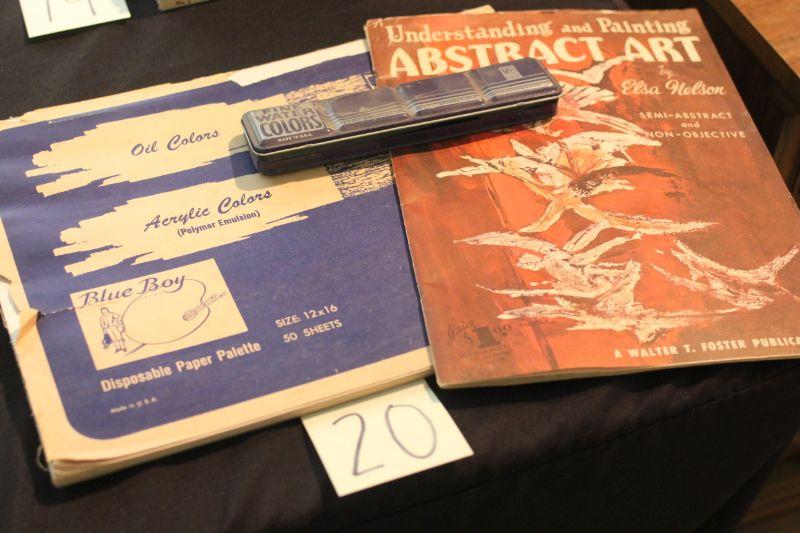 Understanding and Painting
ABSTRACT ART
by
Elsa Nelson
SEMI-ABSTRACT
and
NON-OBJECTIVE
Price
$1.00
A WALTER T. FOSTER PUBLICA
WATER
COLORS
MADE IN U.S.A.
Oil Colors
Acrylic Colors
(Polymer Emulsion)
Blue Boy
SIZE: 12x16
50 SHEETS
Disposable Paper Palette
Made in U.S.A.
20